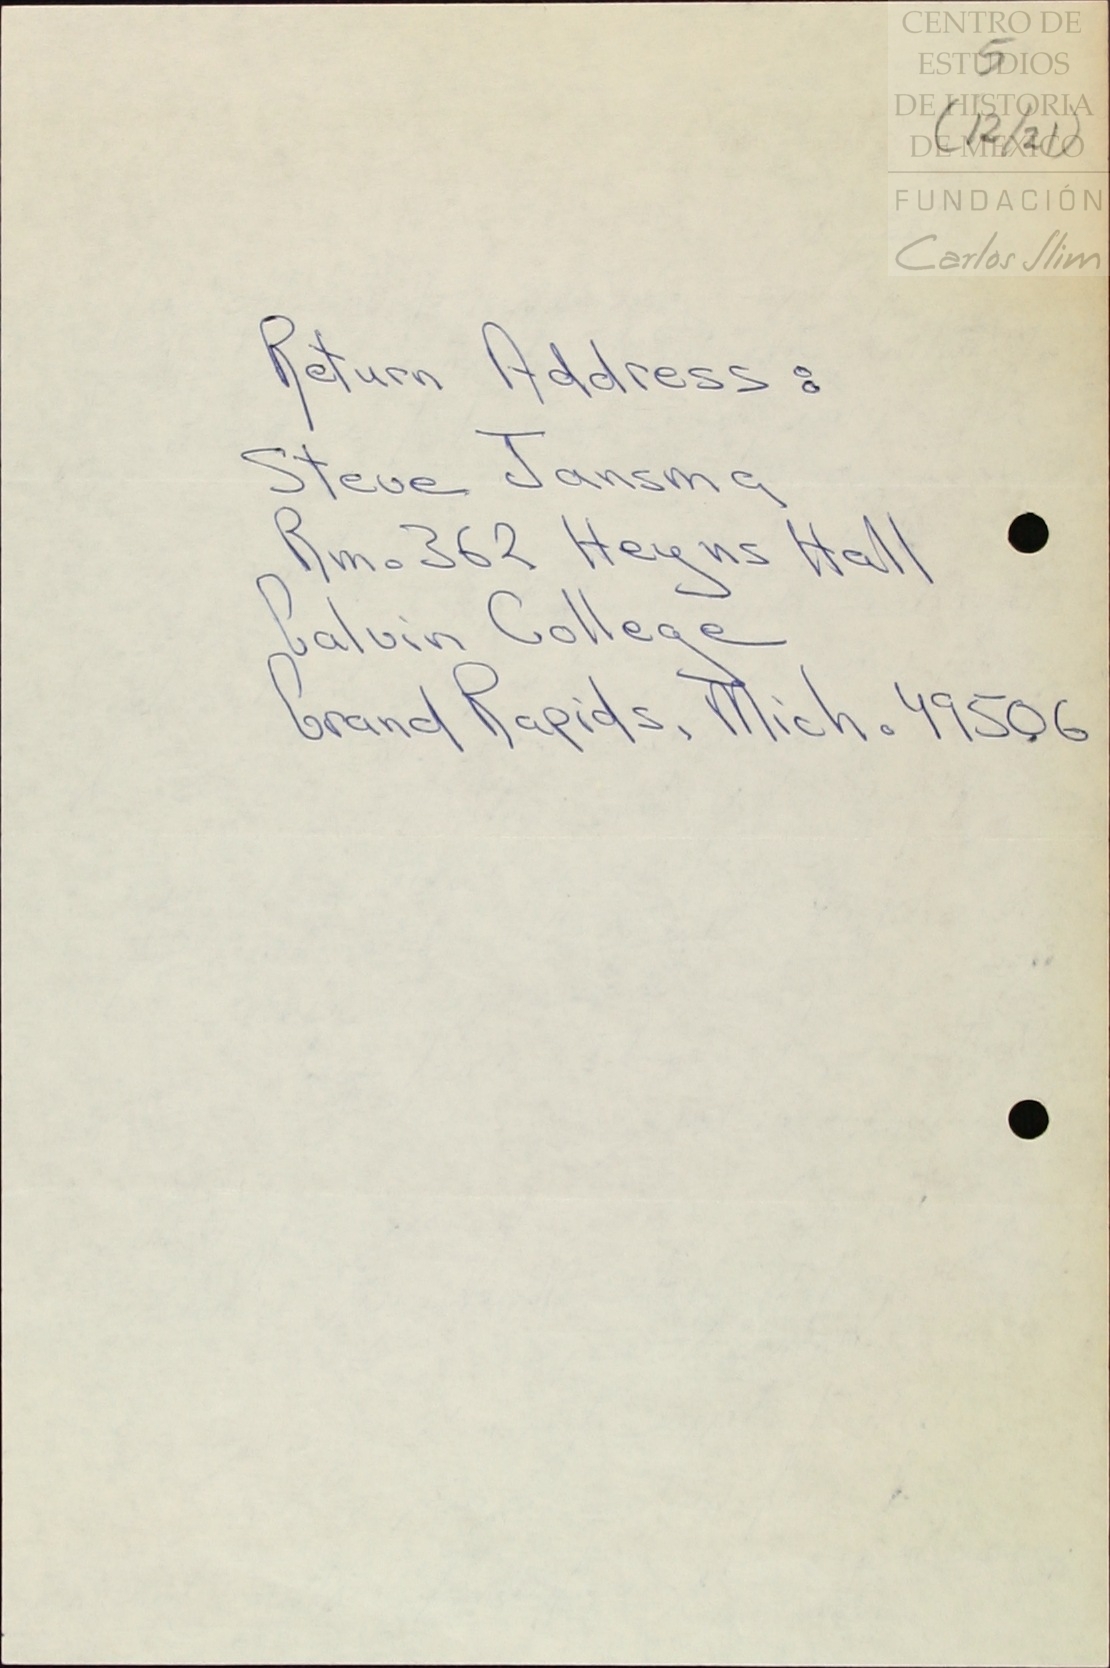 CENTRO DE
ESTUDIOS
DE HISTORIA
DE MEXICO
FUNDACIÓN
Carlos Slim
5
(12/21)
Return Address:
Steve Jansma
Rm. 362 Heyns Hall
Calvin College
Grand Rapids, Mich. 49506